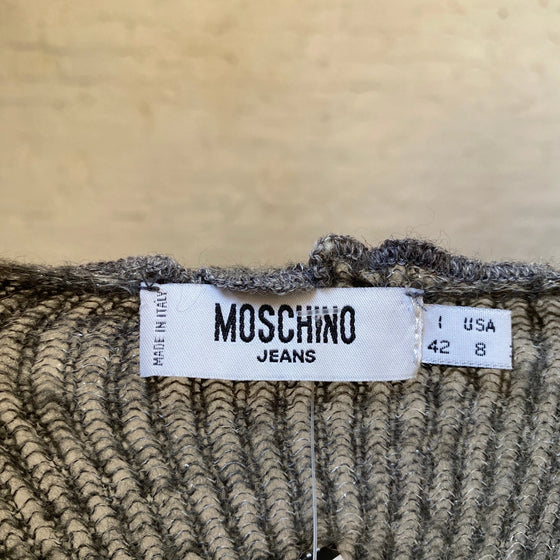 MADE IN ITALY
MOSCHINO
JEANS
I USA
42 8